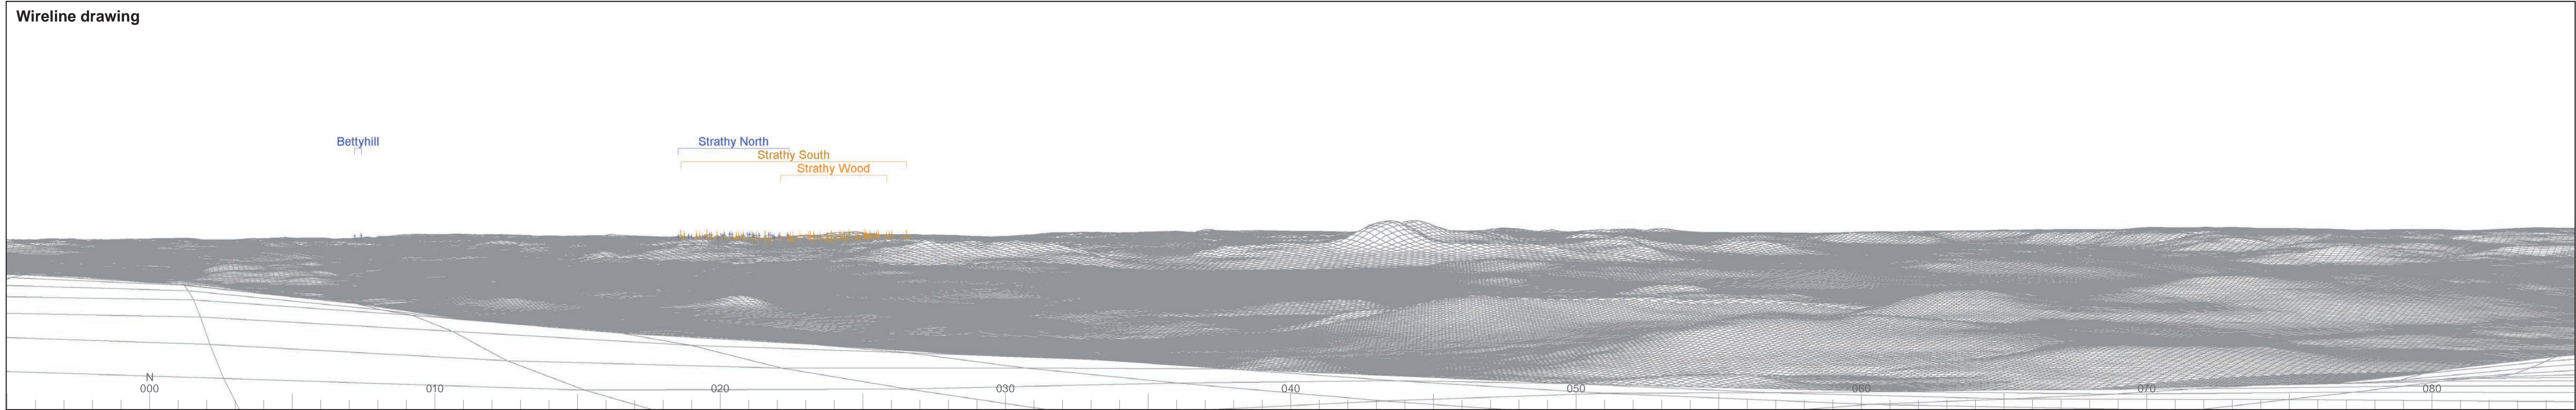 Wireline drawing
Bettyhill
Strathy North
Strathy South
Strathy Wood
N
000 010 020 030 040 050 060 070 080